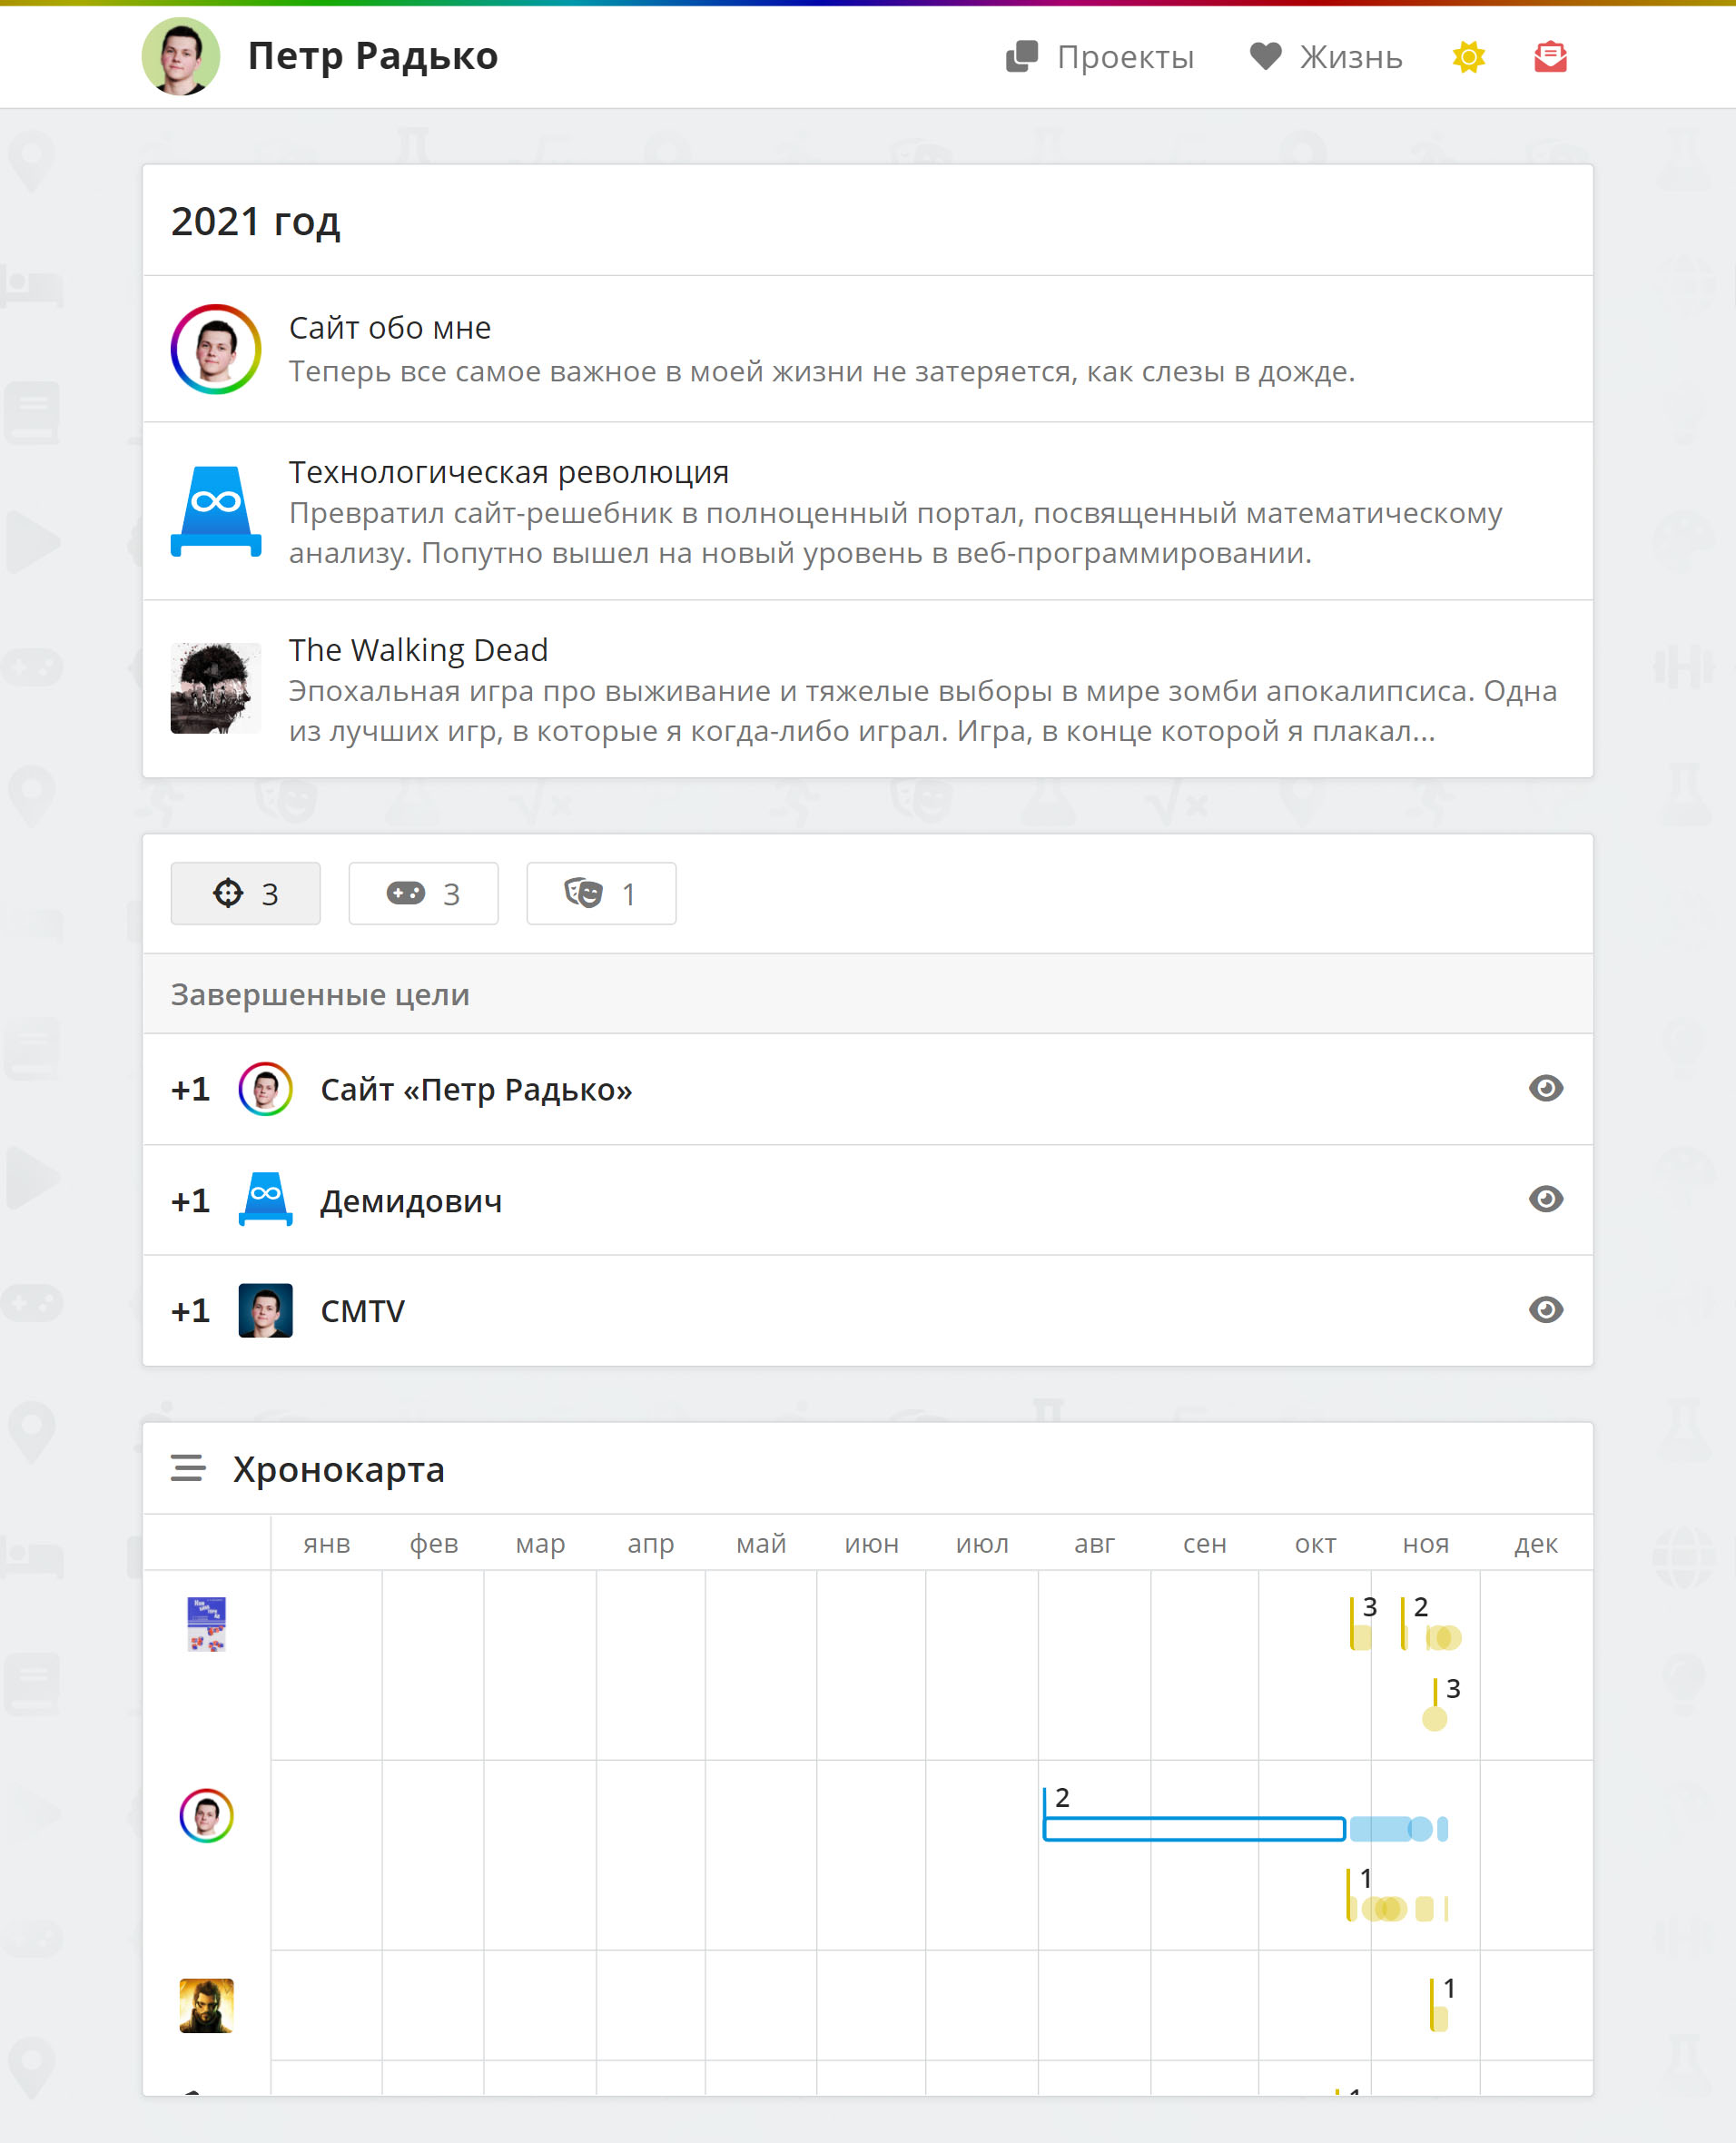 Петр Радько
Проекты
Жизнь
2021 год
Сайт обо мне
Теперь все самое важное в моей жизни не затеряется, как слезы в дожде.
Технологическая революция
Превратил сайт-решебник в полноценный портал, посвященный математическому
анализу. Попутно вышел на новый уровень в веб-программировании.
The Walking Dead
Эпохальная игра про выживание и тяжелые выборы в мире зомби апокалипсиса. Одна
из лучших игр, в которые я когда-либо играл. Игра, в конце которой я плакал...
3
3
1
Завершенные цели
+1 Сайт «Петр Радько»
+1 Демидович
+1 CMTV
Хронокарта
янв фев мар апр май июн июл авг сен окт ноя дек
3 2
3
2
1
1
1